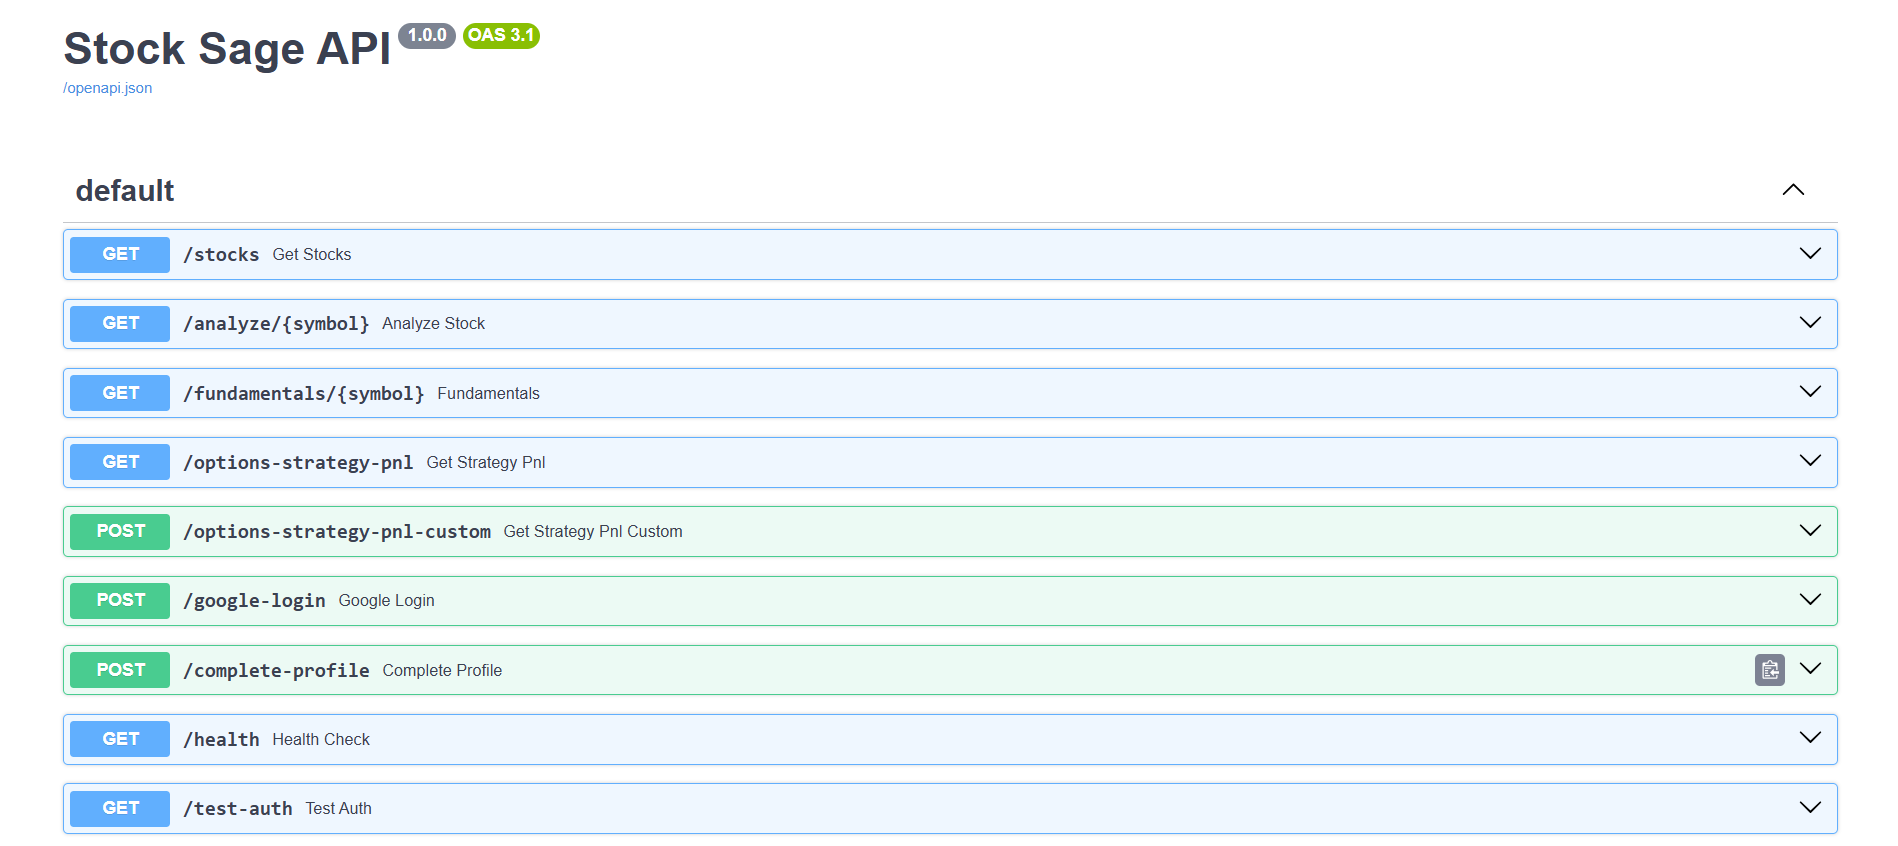 Stock Sage API 1.0.0 OAS 3.1
/openapi.json
default
GET /stocks Get Stocks
GET /analyze/{symbol} Analyze Stock
GET /fundamentals/{symbol} Fundamentals
GET /options-strategy-pnl Get Strategy Pnl
POST /options-strategy-pnl-custom Get Strategy Pnl Custom
POST /google-login Google Login
POST /complete-profile Complete Profile
GET /health Health Check
GET /test-auth Test Auth